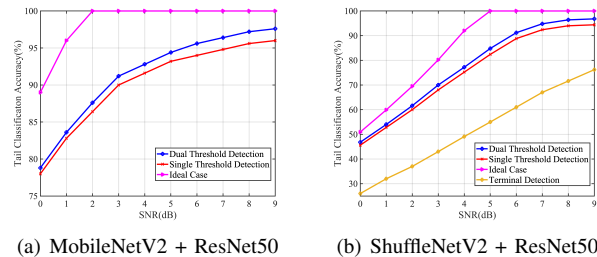 100
95
90
85
80
75
Tail Classification Accuracy(%)
0 1 2 3 4 5 6 7 8 9
SNR(dB)
Dual Threshold Detection
Single Threshold Detection
Ideal Case
(a) MobileNetV2 + ResNet50
100
90
80
70
60
50
40
30
Tail Classification Accuracy(%)
0 1 2 3 4 5 6 7 8 9
SNR(dB)
Dual Threshold Detection
Single Threshold Detection
Ideal Case
Terminal Detection
(b) ShuffleNetV2 + ResNet50